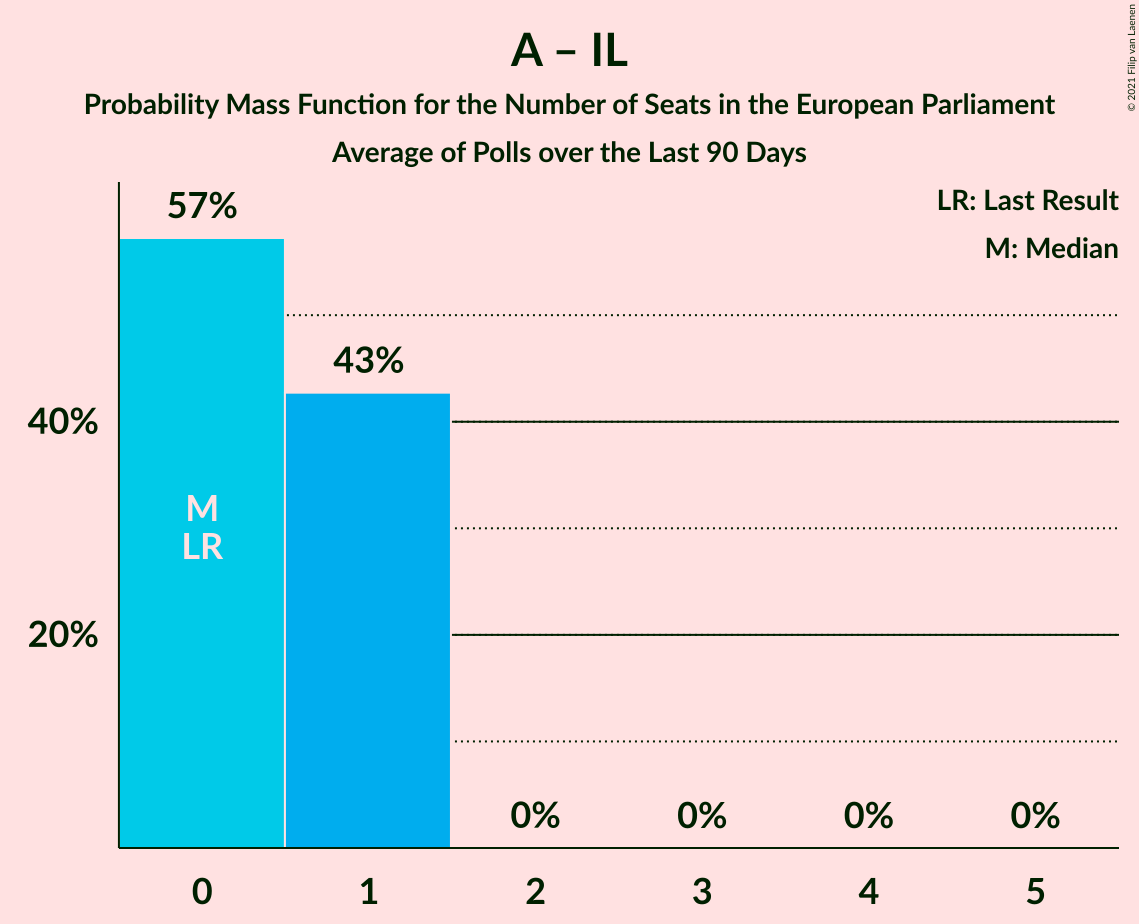 A – IL
Probability Mass Function for the Number of Seats in the European Parliament
Average of Polls over the Last 90 Days
© 2021 Filip van Laenen
LR: Last Result
M: Median
57%
43%
40%
M
LR
20%
0%
0%
0%
0%
0
1
2
3
4
5